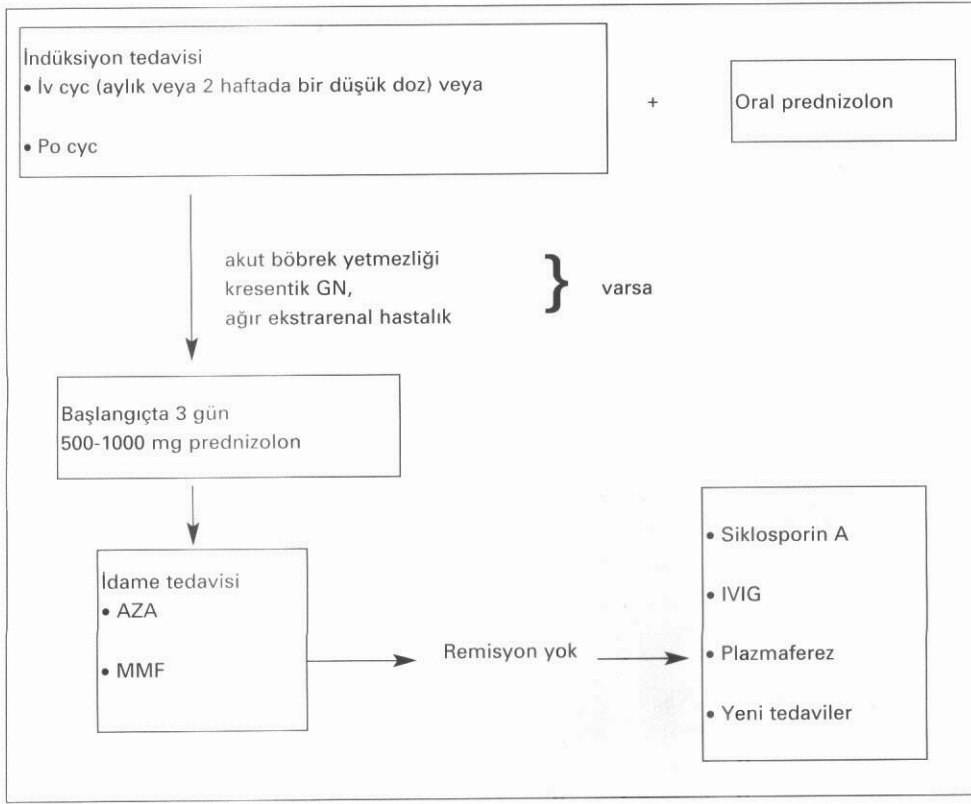 İndüksiyon tedavisi
• İv cyc (aylık veya 2 haftada bir düşük doz) veya
• Po cyc
+
Oral prednizolon
akut böbrek yetmezliği
kresentik GN,
ağır ekstrarenal hastalık
} varsa
Başlangıçta 3 gün
500-1000 mg prednizolon
İdame tedavisi
• AZA
• MMF
Remisyon yok
• Siklosporin A
• IVIG
• Plazmaferez
• Yeni tedaviler